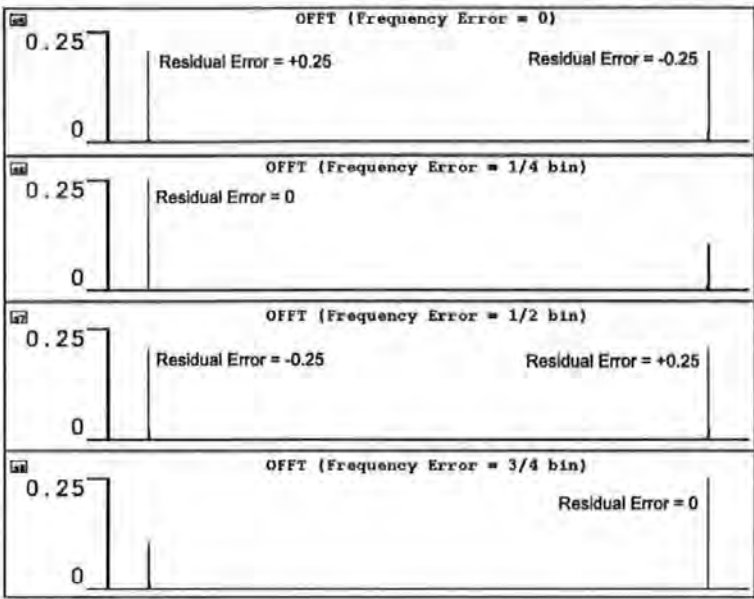 OFFT (Frequency Error = 0)
0.25
Residual Error = +0.25
Residual Error = -0.25
0
OFFT (Frequency Error = 1/4 bin)
0.25
Residual Error = 0
0
OFFT (Frequency Error = 1/2 bin)
0.25
Residual Error = -0.25
Residual Error = +0.25
0
OFFT (Frequency Error = 3/4 bin)
0.25
Residual Error = 0
0